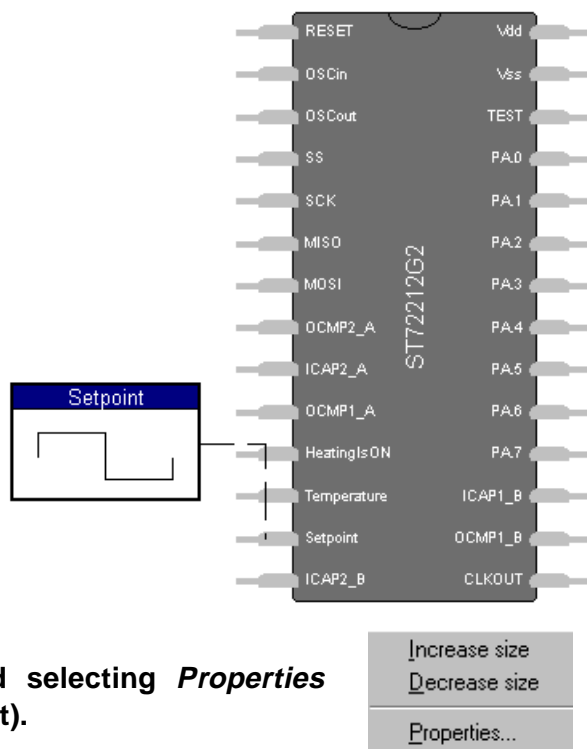 RESET Vdd
OSCin Vss
OSCout TEST
SS PA.0
SCK PA.1
MISO PA.2
MOSI PA.3
ST72212G2
OCMP2_A PA.4
ICAP2_A PA.5
Setpoint
OCMP1_A PA.6
HeatingIsON PA.7
Temperature ICAP1_B
Setpoint OCMP1_B
ICAP2_B CLKOUT
d selecting Properties
t).
Increase size
Decrease size
Properties...